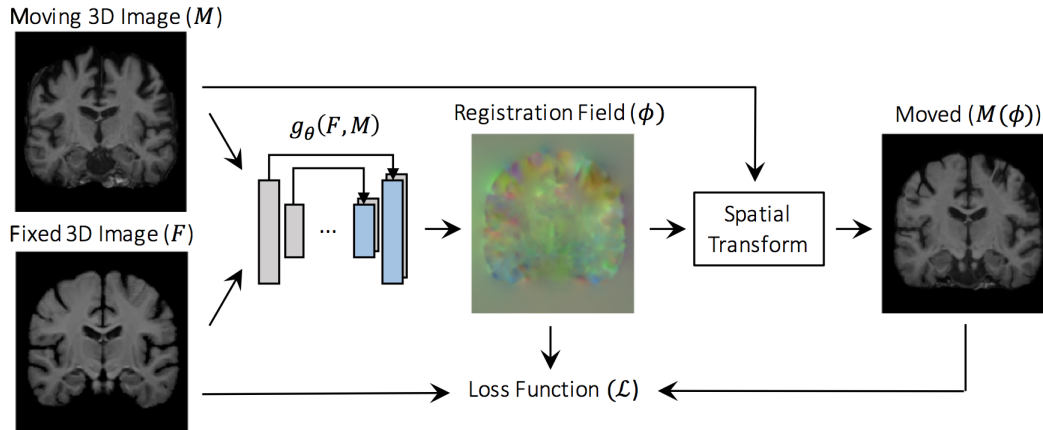 Moving 3D Image (M)
g_θ(F, M)
Registration Field (ϕ)
Moved (M(ϕ))
...
Spatial
Transform
Fixed 3D Image (F)
Loss Function (ℒ)